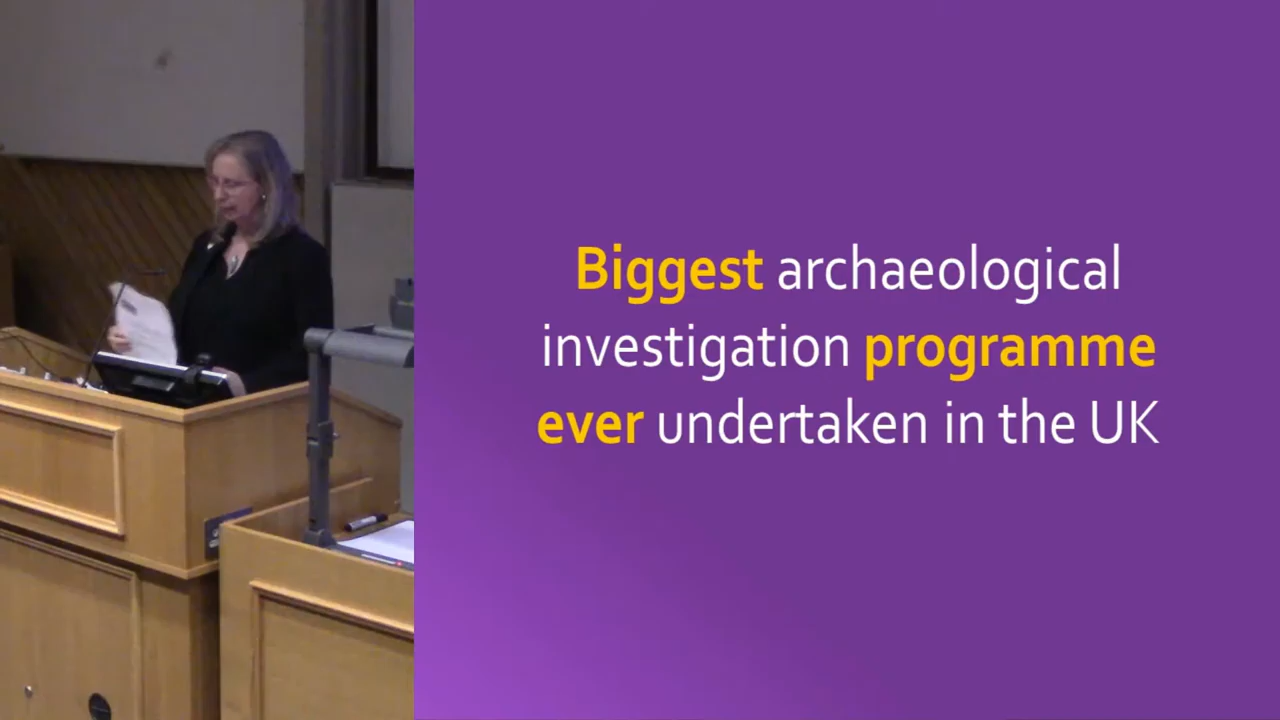 Biggest archaeological
investigation programme
ever undertaken in the UK